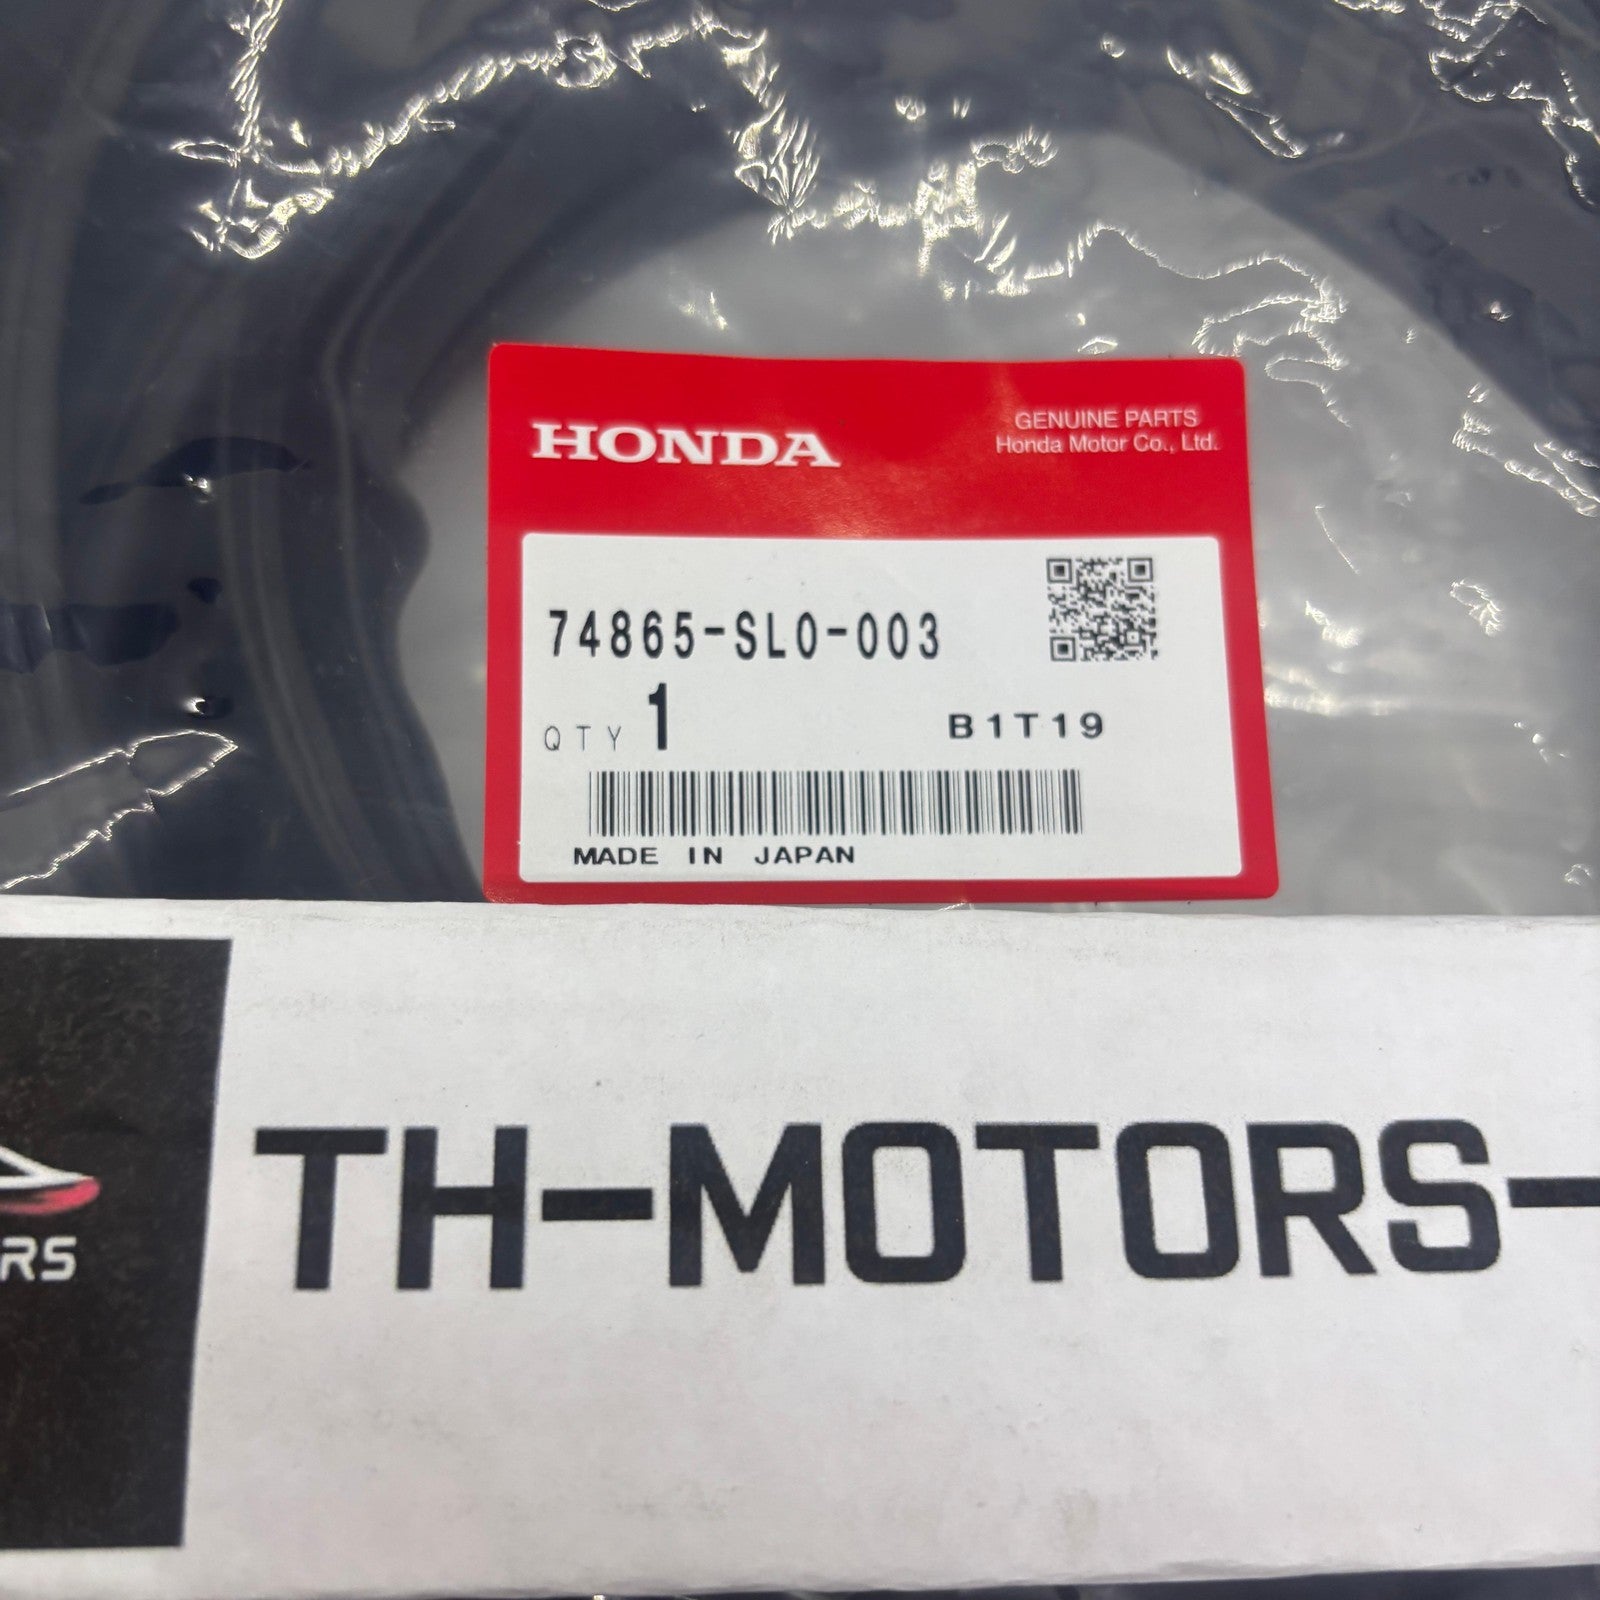 HONDA
GENUINE PARTS
Honda Motor Co., Ltd.
74865-SL0-003
QTY 1
B1T19
MADE IN JAPAN
TH-MOTORS-
RS